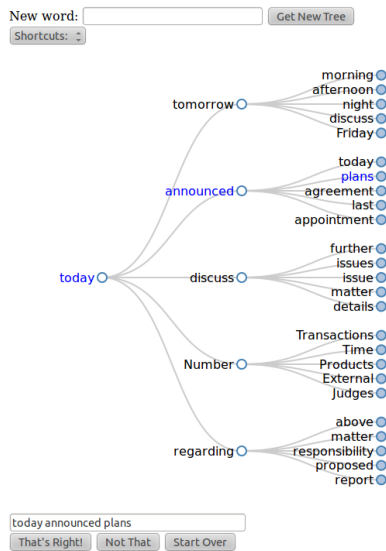 New word:
Get New Tree
Shortcuts:
morning
afternoon
tomorrow
night
discuss
Friday
today
plans
announced
agreement
last
appointment
further
issues
today
discuss
issue
matter
details
Transactions
Time
Number
Products
External
Judges
above
matter
regarding
responsibility
proposed
report
today announced plans
That's Right!
Not That
Start Over